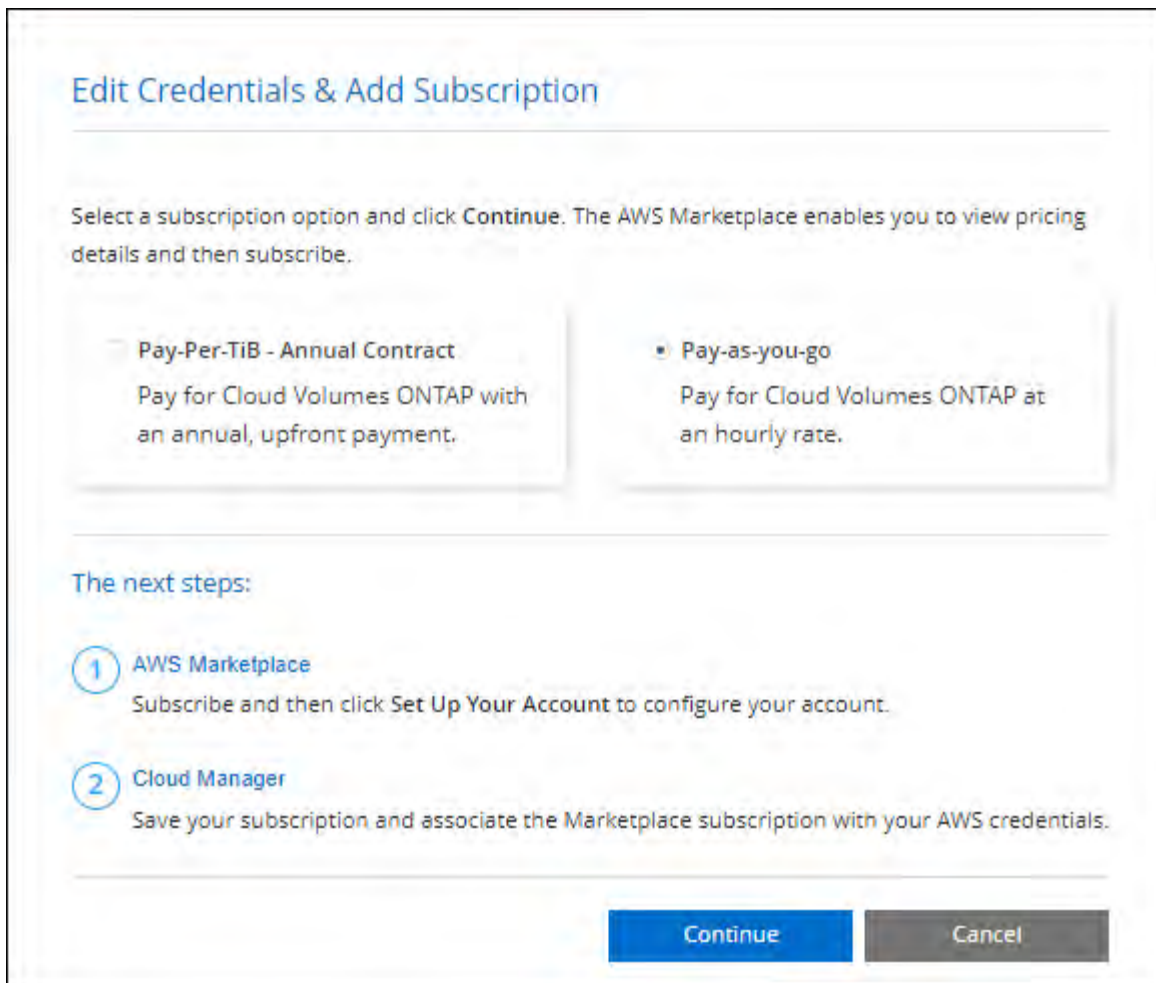 Edit Credentials & Add Subscription
Select a subscription option and click Continue. The AWS Marketplace enables you to view pricing
details and then subscribe.
Pay-Per-TiB - Annual Contract
Pay for Cloud Volumes ONTAP with
an annual, upfront payment.
Pay-as-you-go
Pay for Cloud Volumes ONTAP at
an hourly rate.
The next steps:
1
AWS Marketplace
Subscribe and then click Set Up Your Account to configure your account.
2
Cloud Manager
Save your subscription and associate the Marketplace subscription with your AWS credentials.
Continue
Cancel